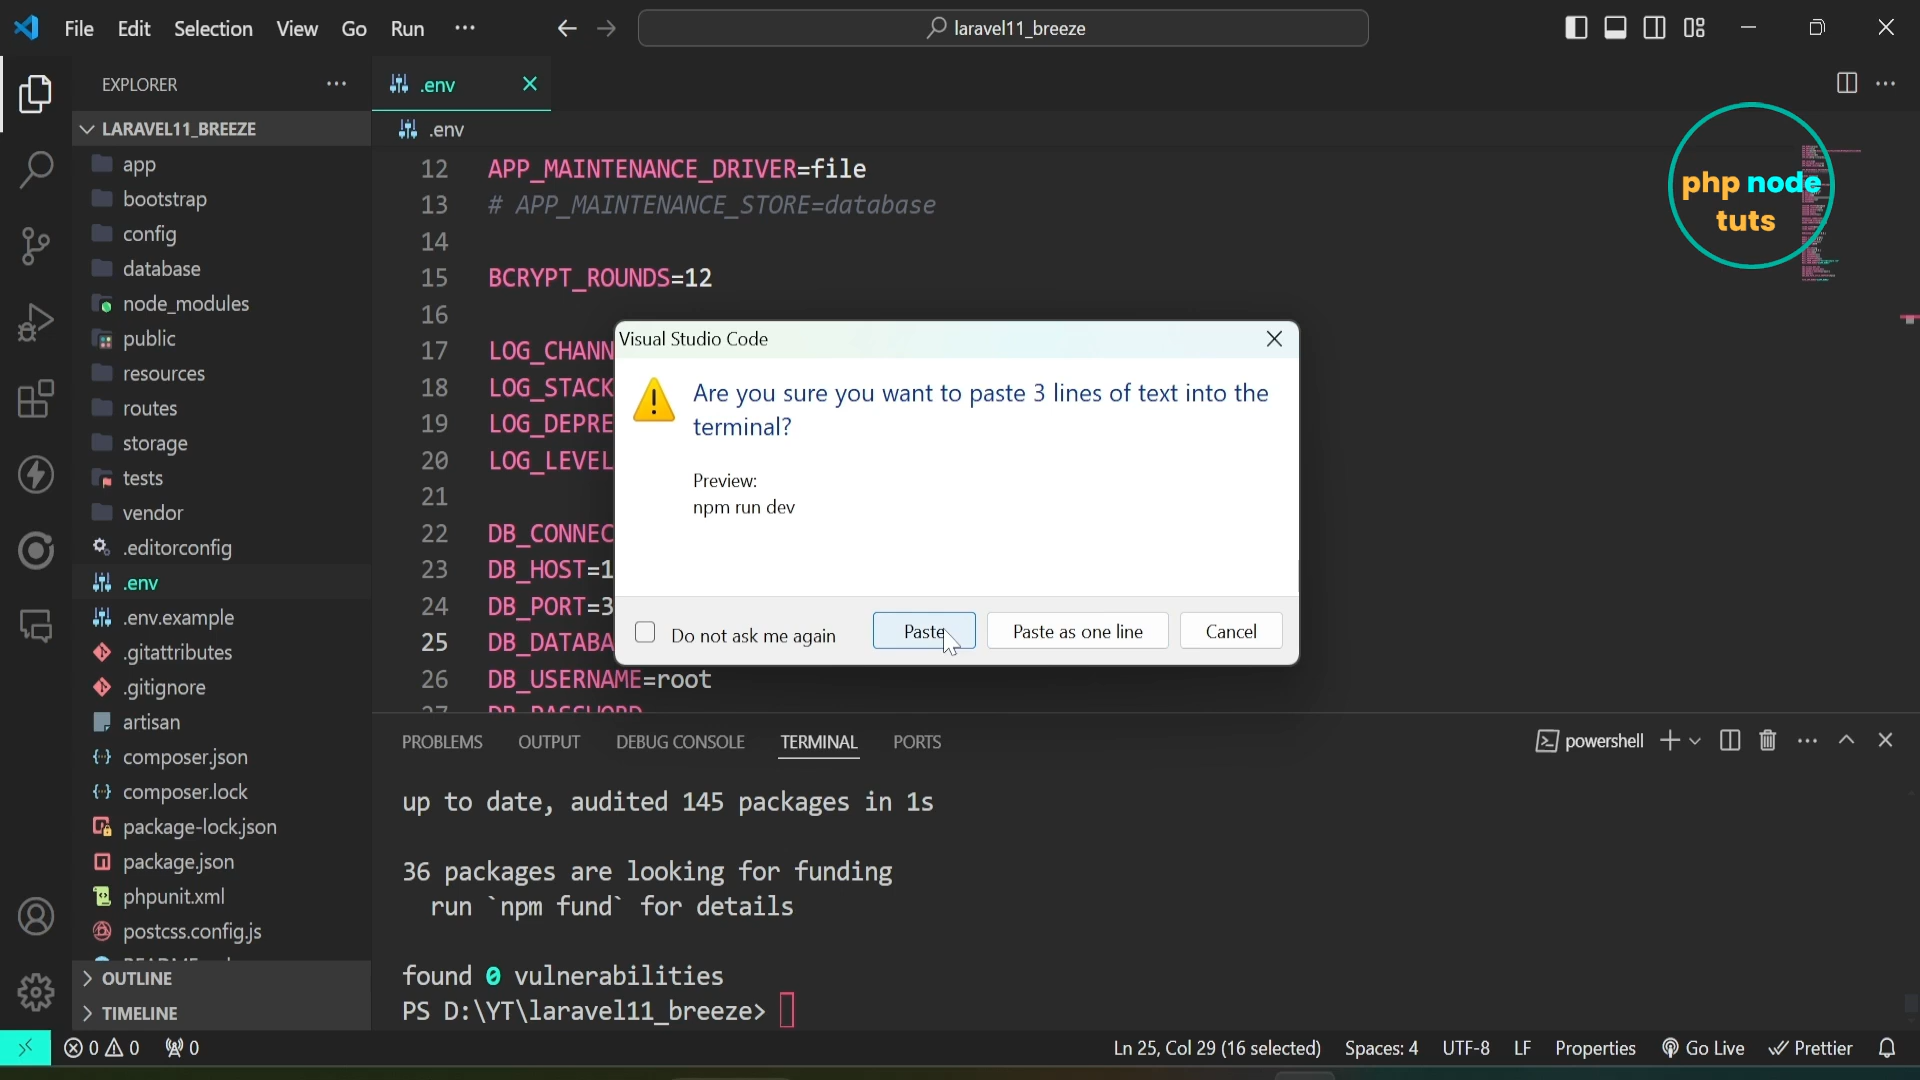 File Edit Selection View Go Run ···
laravel11_breeze
EXPLORER
LARAVEL11_BREEZE
app
bootstrap
config
database
node_modules
public
resources
routes
storage
tests
vendor
.editorconfig
.env
.env.example
.gitattributes
.gitignore
artisan
composer.json
composer.lock
package-lock.json
package.json
phpunit.xml
postcss.config.js
OUTLINE
TIMELINE
.env
.env
12 APP_MAINTENANCE_DRIVER=file
13 # APP_MAINTENANCE_STORE=database
14
15 BCRYPT_ROUNDS=12
16
17 LOG_CHANN
18 LOG_STACK
19 LOG_DEPRE
20 LOG_LEVEL
21
22 DB_CONNEC
23 DB_HOST=1
24 DB_PORT=3
25 DB_DATABA
26 DB_USERNAME=root
27 DB_PASSWORD
php node
tuts
Visual Studio Code
Are you sure you want to paste 3 lines of text into the
terminal?
Preview:
npm run dev
Do not ask me again
Paste
Paste as one line
Cancel
PROBLEMS OUTPUT DEBUG CONSOLE TERMINAL PORTS
powershell
up to date, audited 145 packages in 1s
36 packages are looking for funding
run `npm fund` for details
found 0 vulnerabilities
PS D:\YT\laravel11_breeze>
0 0 0
Ln 25, Col 29 (16 selected) Spaces: 4 UTF-8 LF Properties Go Live Prettier